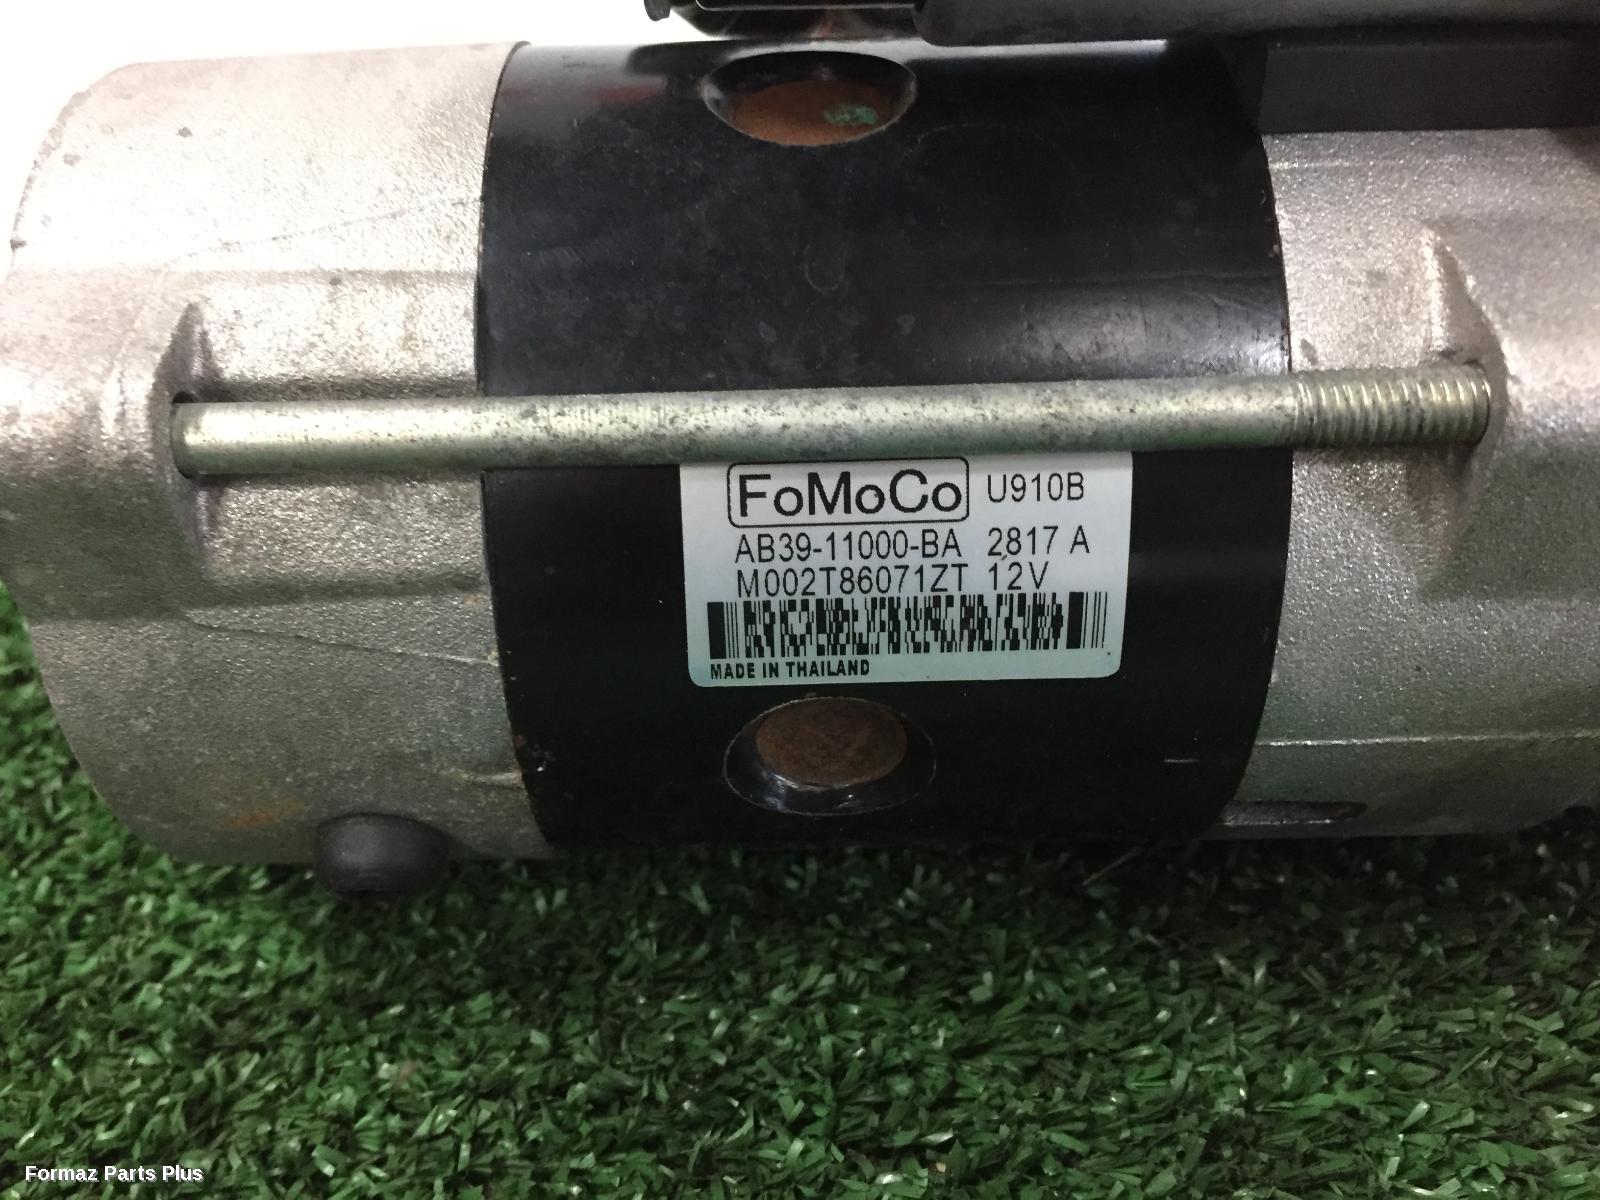 FoMoCo U910B
AB39-11000-BA 2817 A
M002T86071ZT 12V
MADE IN THAILAND
Formaz Parts Plus